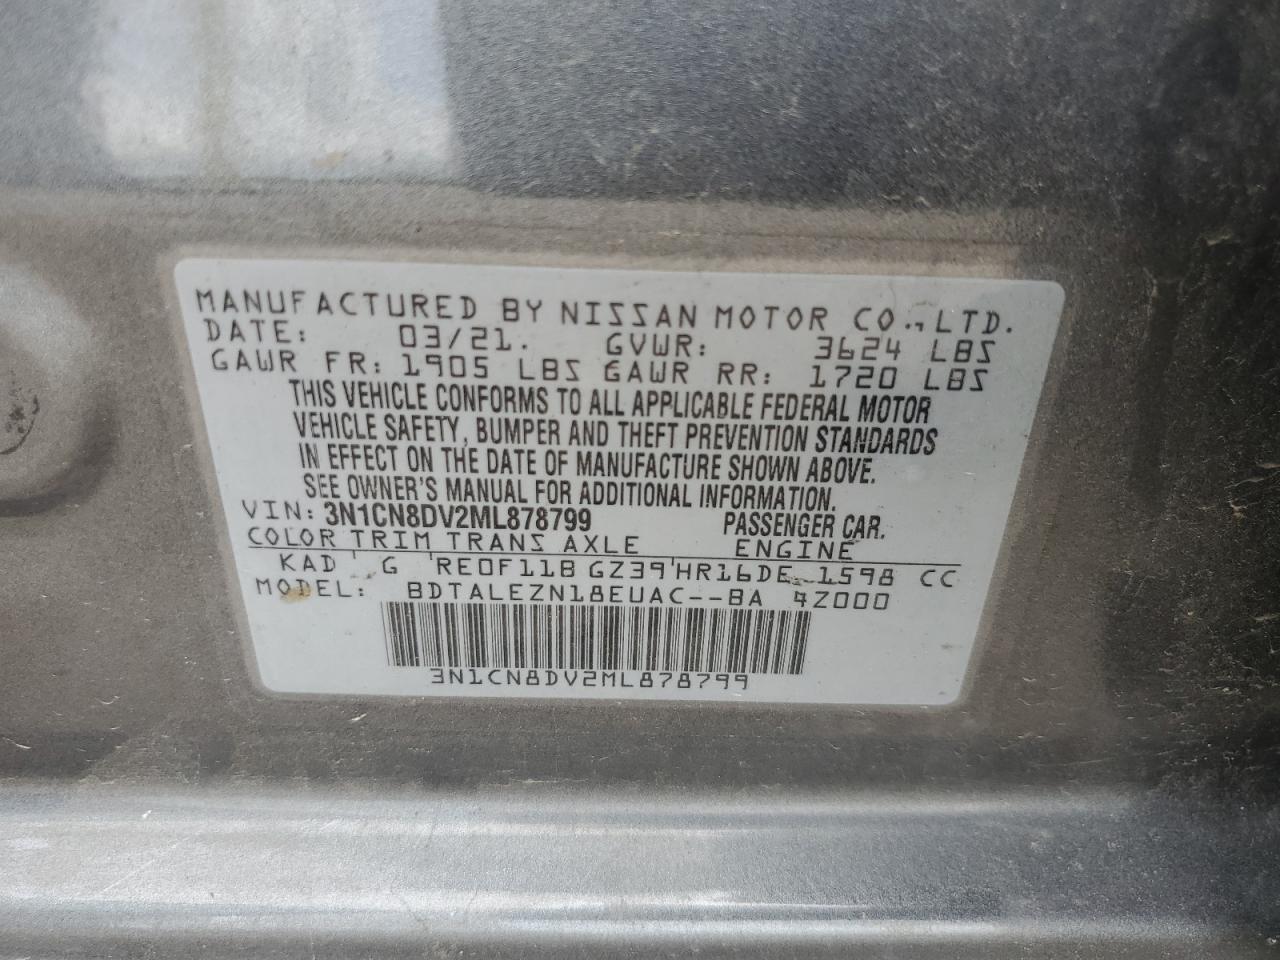 MANUFACTURED BY NISSAN MOTOR CO., LTD.
DATE: 03/21. GVWR: 3624 LBS
GAWR FR: 1905 LBS GAWR RR: 1720 LBS
THIS VEHICLE CONFORMS TO ALL APPLICABLE FEDERAL MOTOR
VEHICLE SAFETY, BUMPER AND THEFT PREVENTION STANDARDS
IN EFFECT ON THE DATE OF MANUFACTURE SHOWN ABOVE.
SEE OWNER'S MANUAL FOR ADDITIONAL INFORMATION.
VIN: 3N1CN8DV2ML878799 PASSENGER CAR.
COLOR TRIM TRANS AXLE ENGINE
KAD ' G 'RE0F11B GZ39'HR16DE 1598 CC
MODEL: BDTALEZN18EUAC--BA 4Z000
3N1CN8DV2ML878799